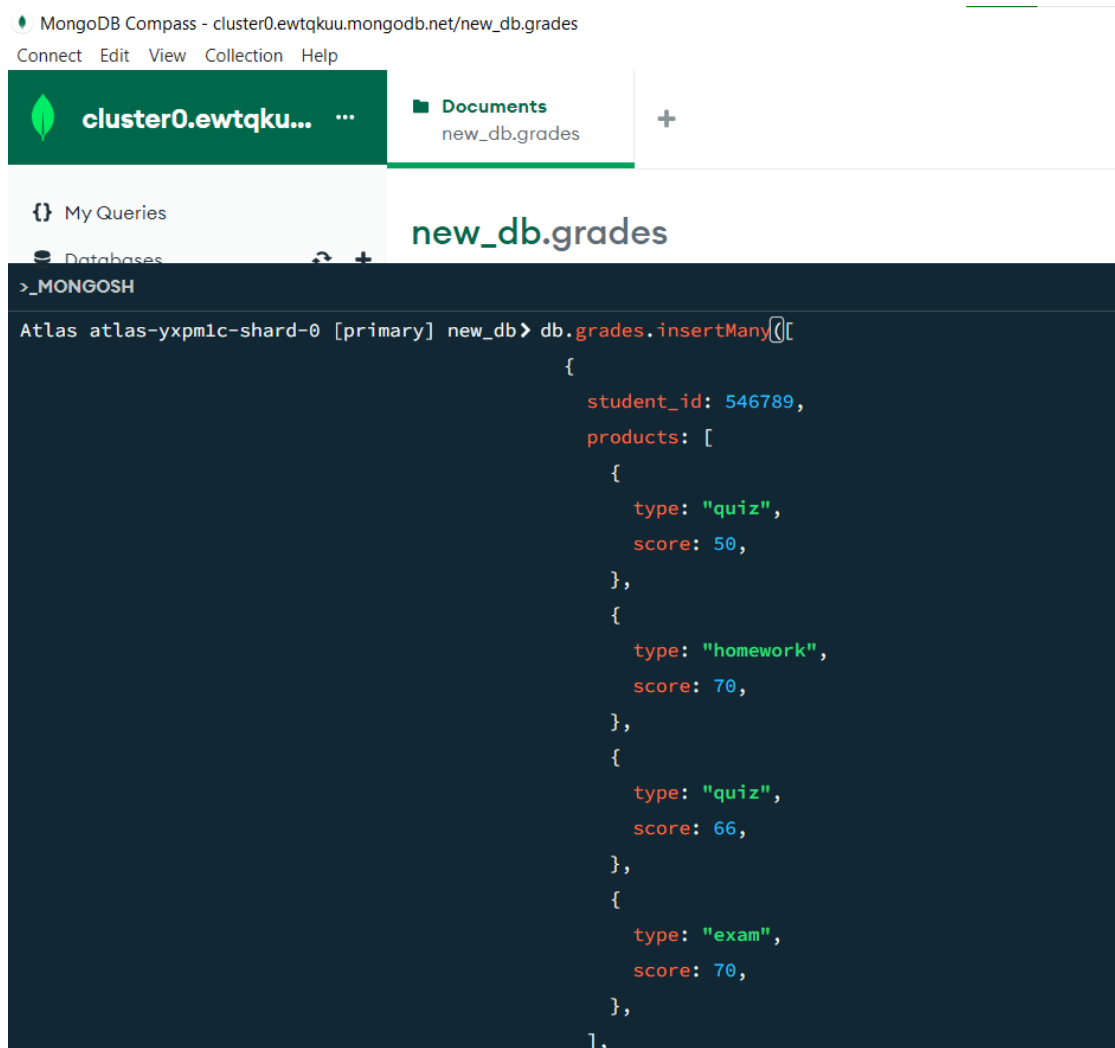 MongoDB Compass - cluster0.ewtqkuu.mongodb.net/new_db.grades
Connect Edit View Collection Help
cluster0.ewtqku... ...
Documents
new_db.grades
+
{} My Queries
new_db.grades
Databases
+
>_MONGOSH
Atlas atlas-yxpm1c-shard-0 [primary] new_db> db.grades.insertMany([
{
student_id: 546789,
products: [
{
type: "quiz",
score: 50,
},
{
type: "homework",
score: 70,
},
{
type: "quiz",
score: 66,
},
{
type: "exam",
score: 70,
},
],